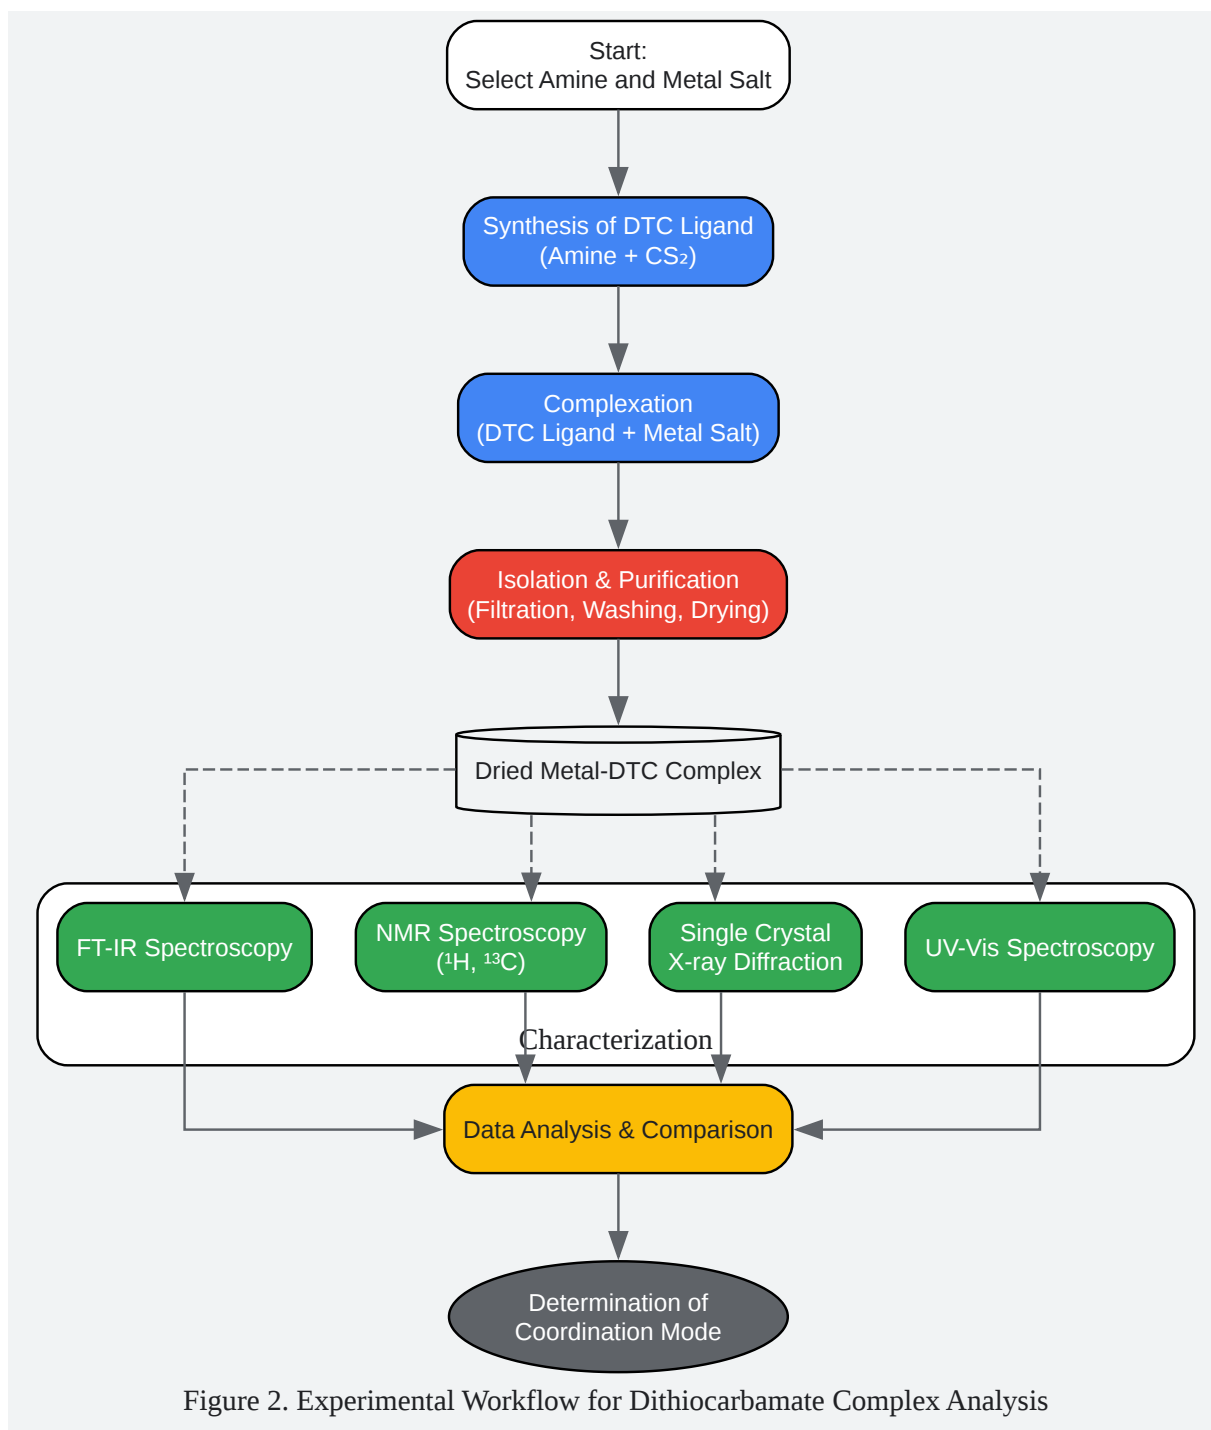 Start:
Select Amine and Metal Salt
Synthesis of DTC Ligand
(Amine + CS₂)
Complexation
(DTC Ligand + Metal Salt)
Isolation & Purification
(Filtration, Washing, Drying)
Dried Metal-DTC Complex
FT-IR Spectroscopy
NMR Spectroscopy
(¹H, ¹³C)
Single Crystal
X-ray Diffraction
UV-Vis Spectroscopy
Characterization
Data Analysis & Comparison
Determination of
Coordination Mode
Figure 2. Experimental Workflow for Dithiocarbamate Complex Analysis